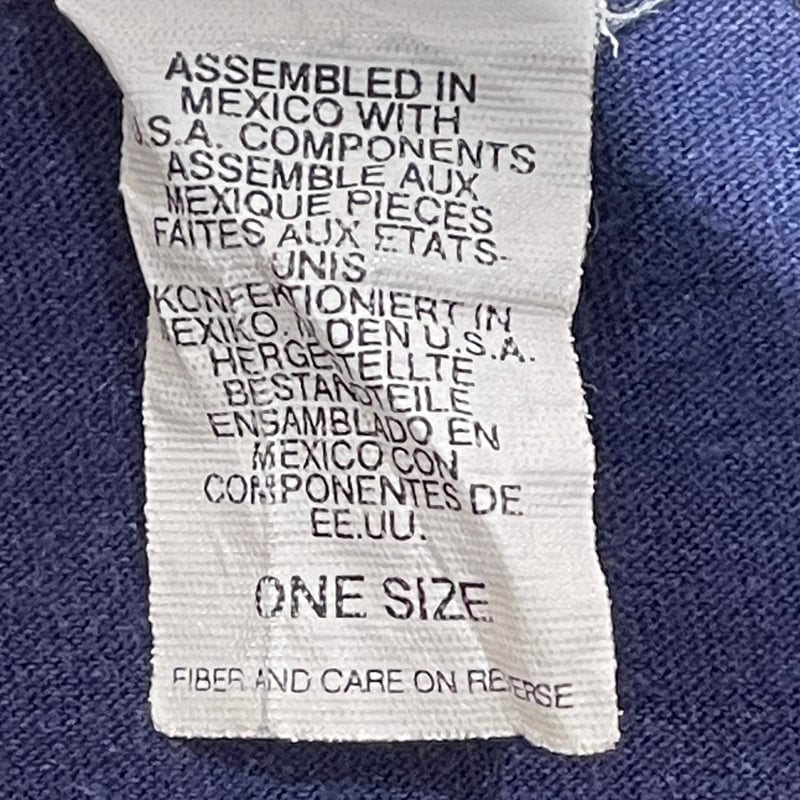 ASSEMBLED IN
MEXICO WITH
U.S.A. COMPONENTS
ASSEMBLE AUX
MEXIQUE PIECES
FAITES AUX ETATS-
UNIS
KONFEKTIONIERT IN
MEXIKO. IN DEN U.S.A.
HERGESTELLTE
BESTANDTEILE
ENSAMBLADO EN
MEXICO CON
COMPONENTES DE
EE.UU.
ONE SIZE
FIBER AND CARE ON REVERSE